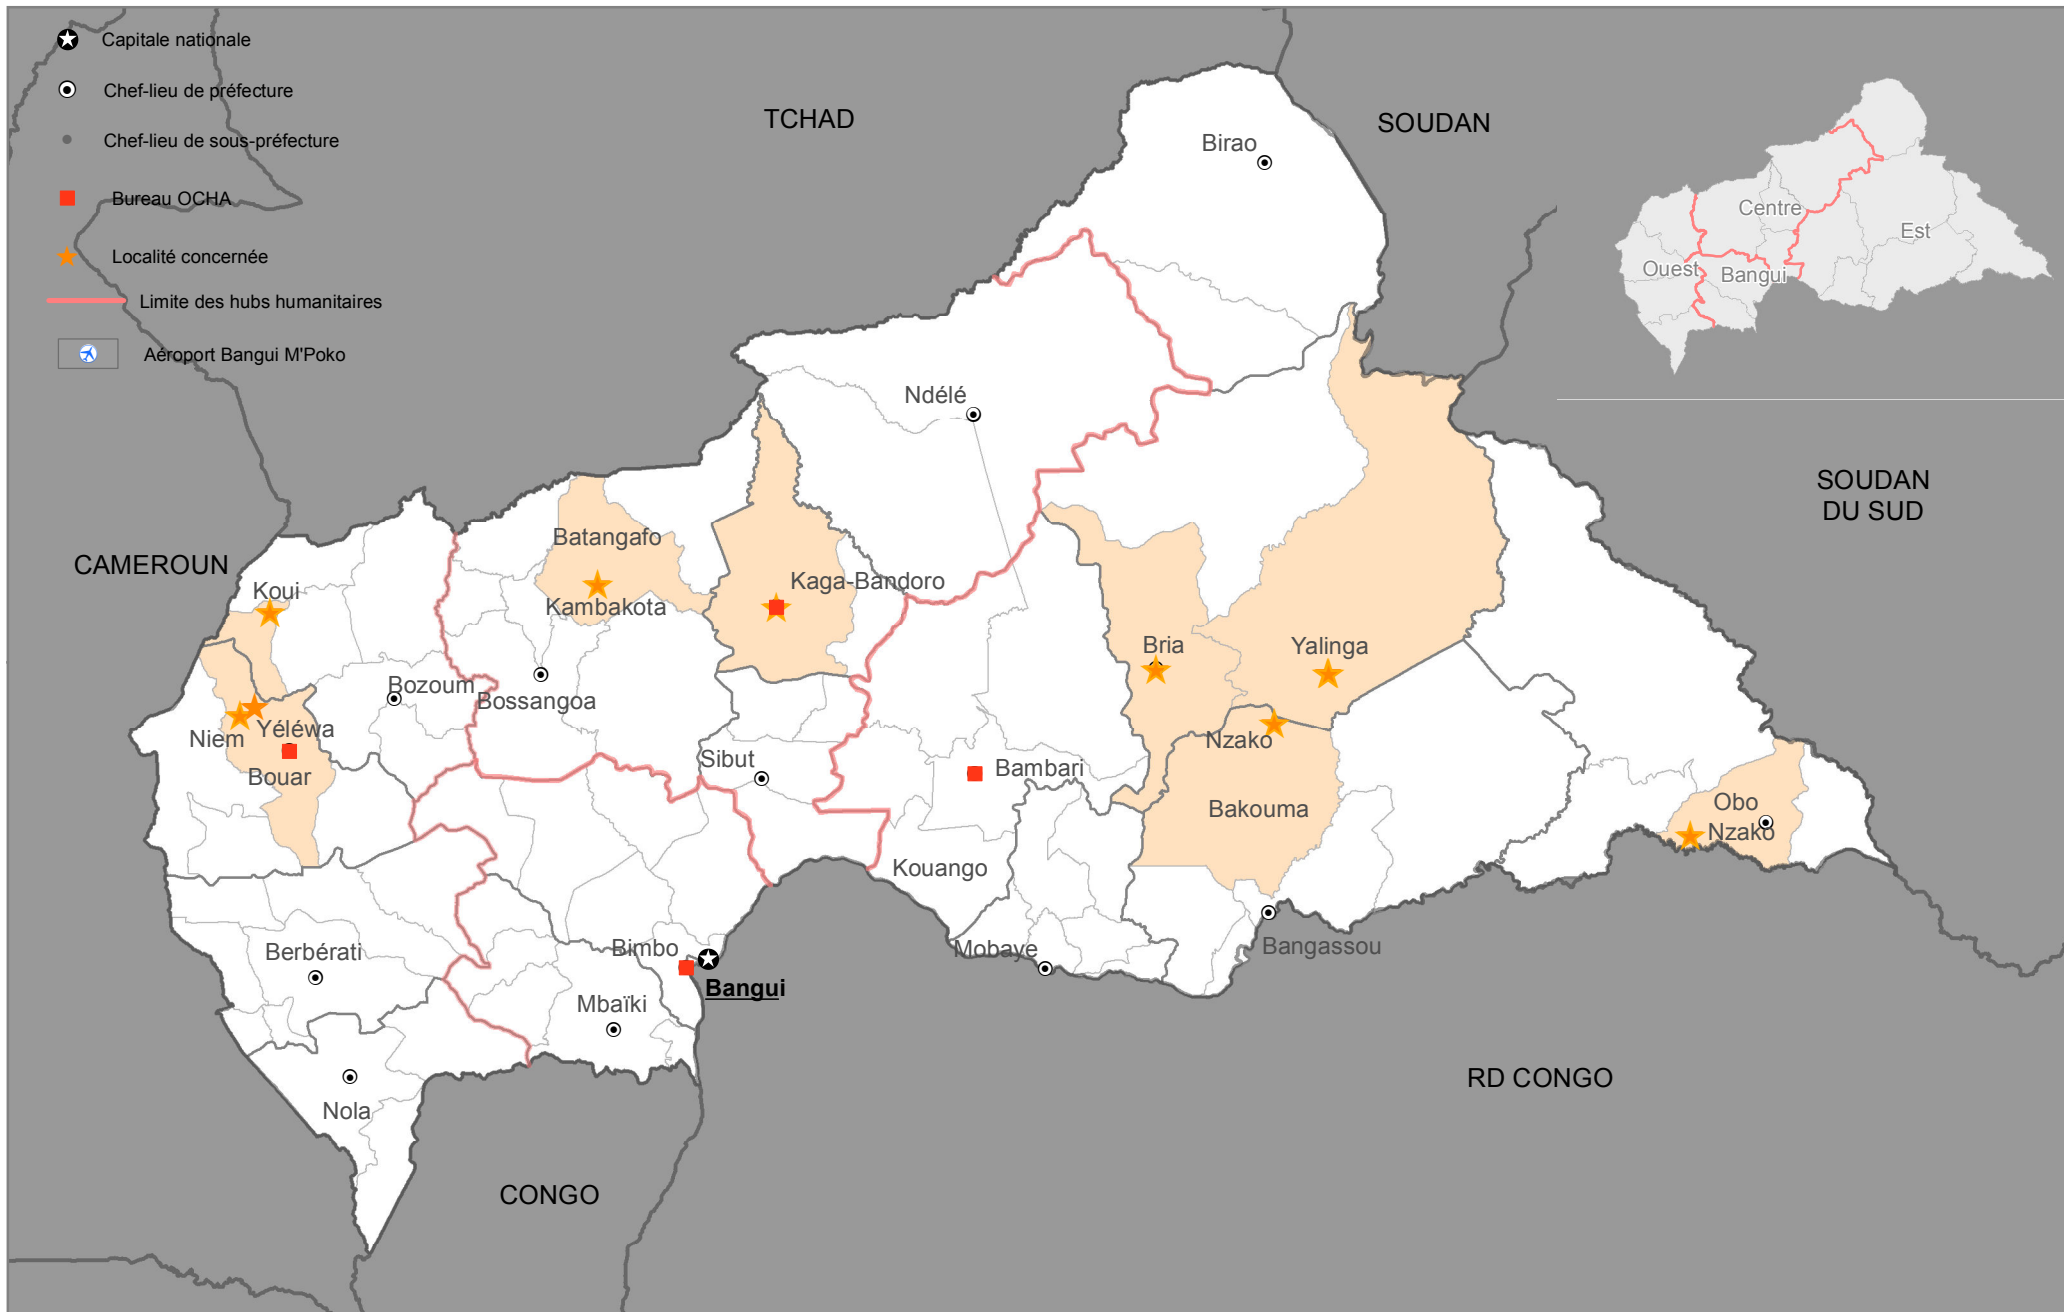 Capitale nationale
Chef-lieu de préfecture
Chef-lieu de sous-préfecture
Bureau OCHA
Localité concernée
Limite des hubs humanitaires
Aéroport Bangui M'Poko
TCHAD
SOUDAN
Birao
Centre
Est
Ouest
Bangui
Ndélé
SOUDAN
DU SUD
CAMEROUN
Batangafo
Koui
Kambakota
Kaga-Bandoro
Bria
Yalinga
Bozoum
Bossangoa
Niem
Yéléwa
Bouar
Sibut
Bambari
Nzako
Bakouma
Obo
Nzako
Kouango
Berbérati
Bimbo
Bangui
Mobaye
Bangassou
Mbaïki
Nola
RD CONGO
CONGO